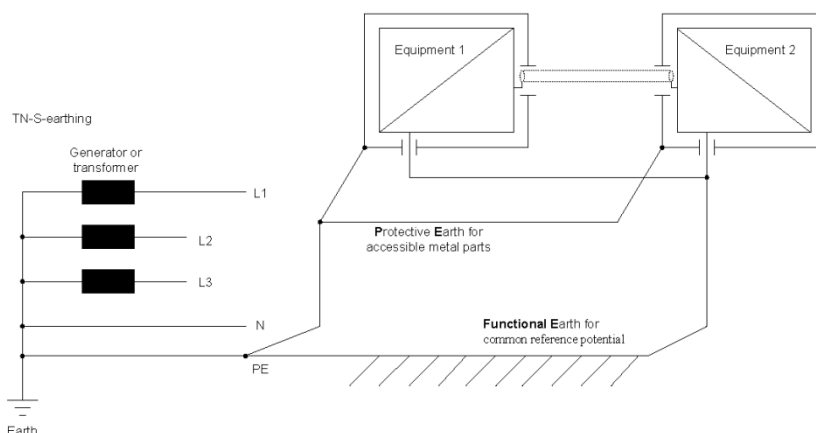 Equipment 1
Equipment 2
TN-S-earthing
Generator or
transformer
L1
L2
L3
Protective Earth for
accessible metal parts
N
Functional Earth for
common reference potential
PE
Earth